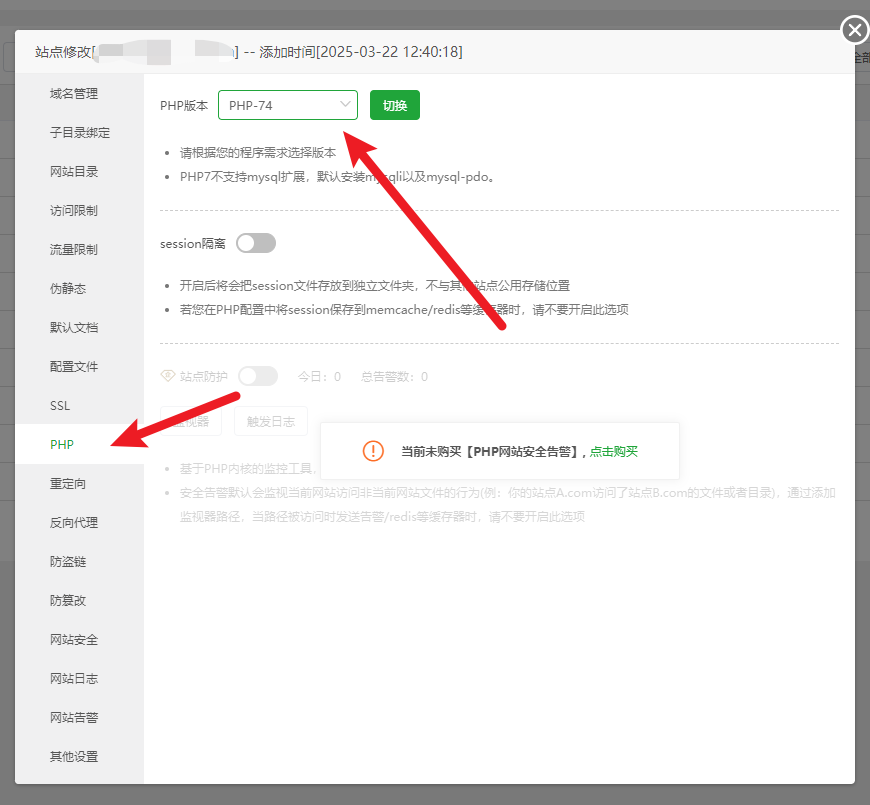 站点修改[
] -- 添加时间[2025-03-22 12:40:18]
全部
域名管理
子目录绑定
网站目录
访问限制
流量限制
伪静态
默认文档
配置文件
SSL
PHP
重定向
反向代理
防盗链
防篡改
网站安全
网站日志
网站告警
其他设置
PHP版本 PHP-74 切换
请根据您的程序需求选择版本
PHP7不支持mysql扩展，默认安装mysqli以及mysql-pdo。
session隔离
开启后将会把session文件存放到独立文件夹，不与其他站点公用存储位置
若您在PHP配置中将session保存到memcache/redis等缓存器时，请不要开启此选项
站点防护 今日：0 总告警数：0
监视器 触发日志
当前未购买【PHP网站安全告警】, 点击购买
基于PHP内核的监控工具，
安全告警默认会监视当前网站访问非当前网站文件的行为(例：你的站点A.com访问了站点B.com的文件或者目录)，通过添加
监视器路径，当路径被访问时发送告警/redis等缓存器时，请不要开启此选项